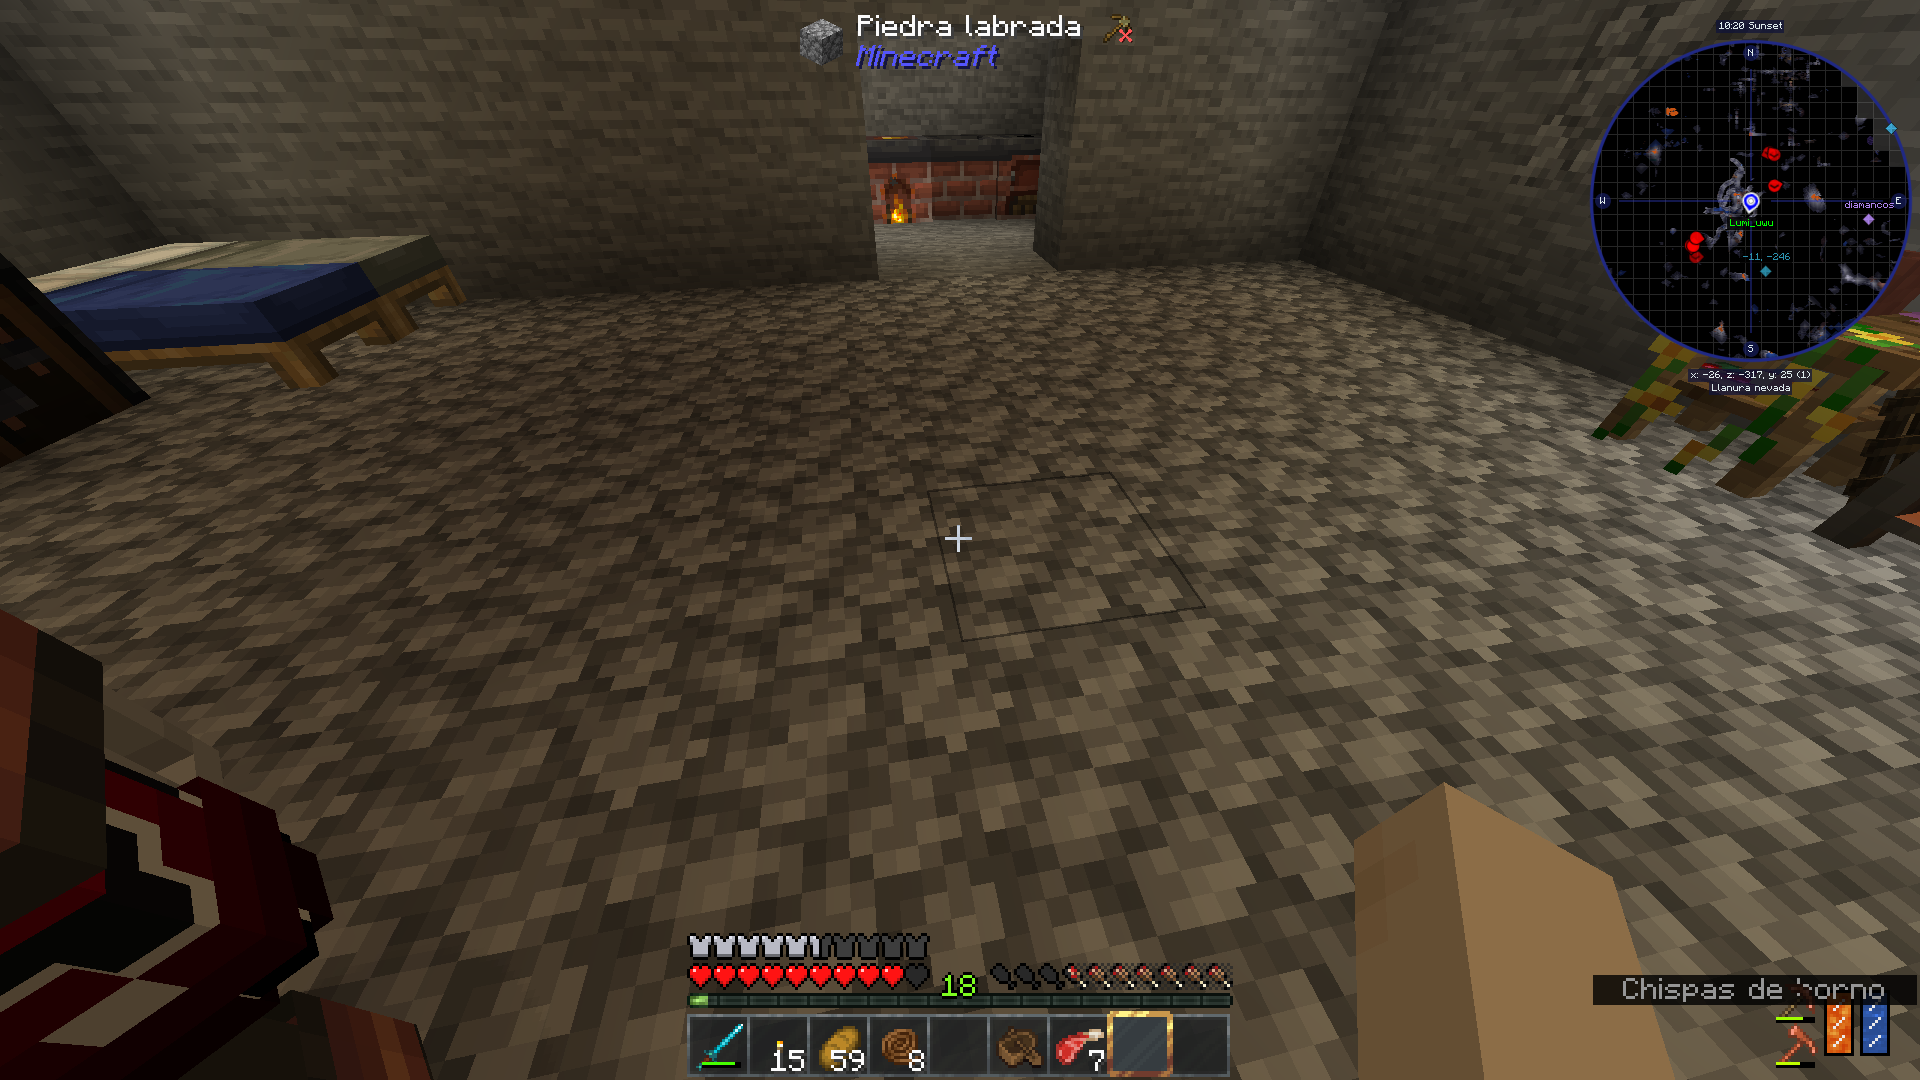 Piedra labrada
Minecraft
10:20 Sunset
N
W
E
diamancos
Lumi_uwu
-11, -246
S
x: -26, z: -317, y: 25 (1)
Llanura nevada
18
Chispas de horno
15
59
8
7